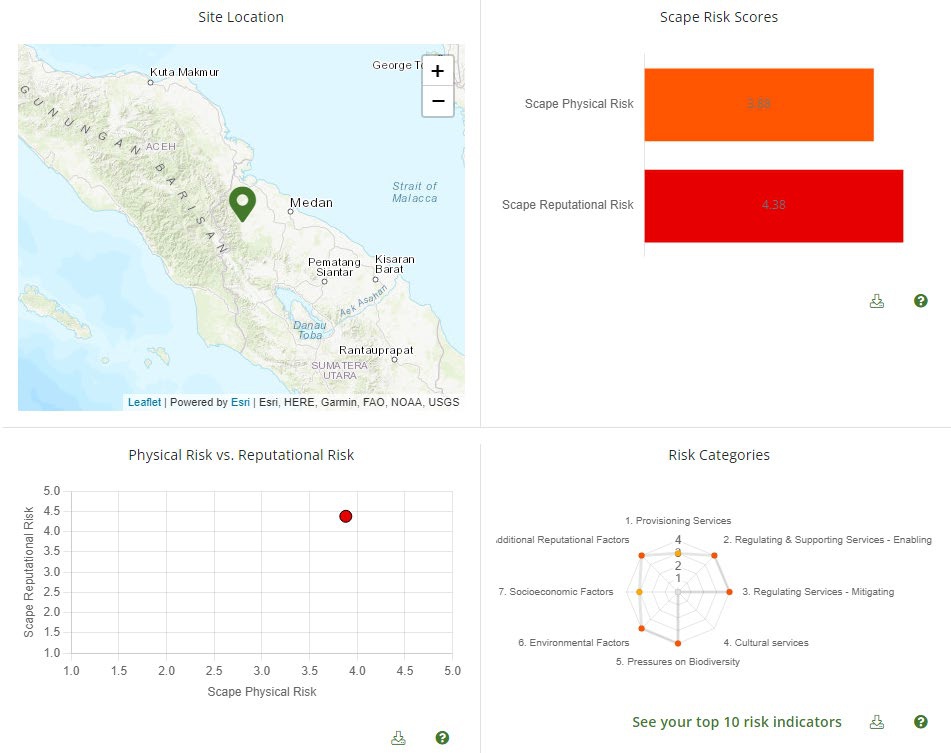 Site Location
Kuta Makmur
George To
+
−
GUNUNGAN BARISAN
ACEH
Strait of
Malacca
Medan
Pematang
Siantar
Kisaran
Barat
Aek Asahan
Danau
Toba
Rantauprapat
SUMATERA
UTARA
Leaflet | Powered by Esri | Esri, HERE, Garmin, FAO, NOAA, USGS
Scape Risk Scores
Scape Physical Risk
3.88
Scape Reputational Risk
4.38
?
Physical Risk vs. Reputational Risk
Scape Reputational Risk
5.0
4.5
4.0
3.5
3.0
2.5
2.0
1.5
1.0
1.0 1.5 2.0 2.5 3.0 3.5 4.0 4.5 5.0
Scape Physical Risk
?
Risk Categories
1. Provisioning Services
dditional Reputational Factors
2. Regulating & Supporting Services - Enabling
4
3
2
1
7. Socioeconomic Factors
3. Regulating Services - Mitigating
6. Environmental Factors
4. Cultural services
5. Pressures on Biodiversity
See your top 10 risk indicators
?